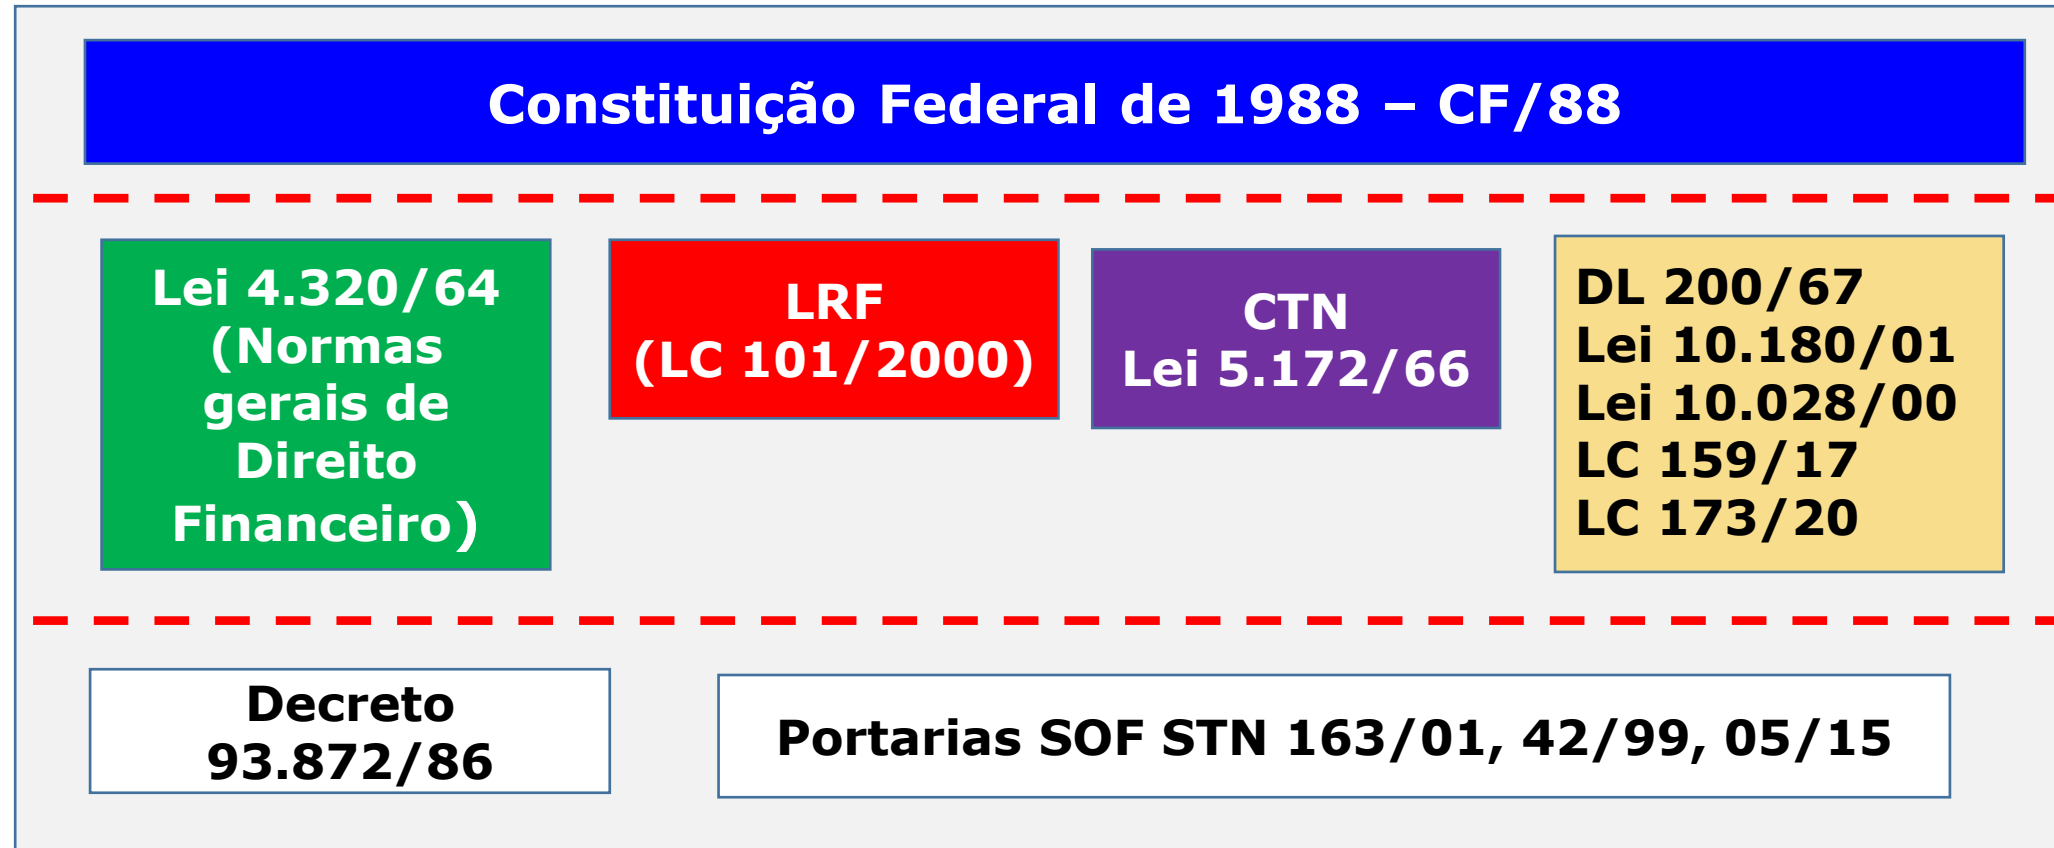 Constituição Federal de 1988 – CF/88
Lei 4.320/64
(Normas
gerais de
Direito
Financeiro)
LRF
(LC 101/2000)
CTN
Lei 5.172/66
DL 200/67
Lei 10.180/01
Lei 10.028/00
LC 159/17
LC 173/20
Decreto
93.872/86
Portarias SOF STN 163/01, 42/99, 05/15